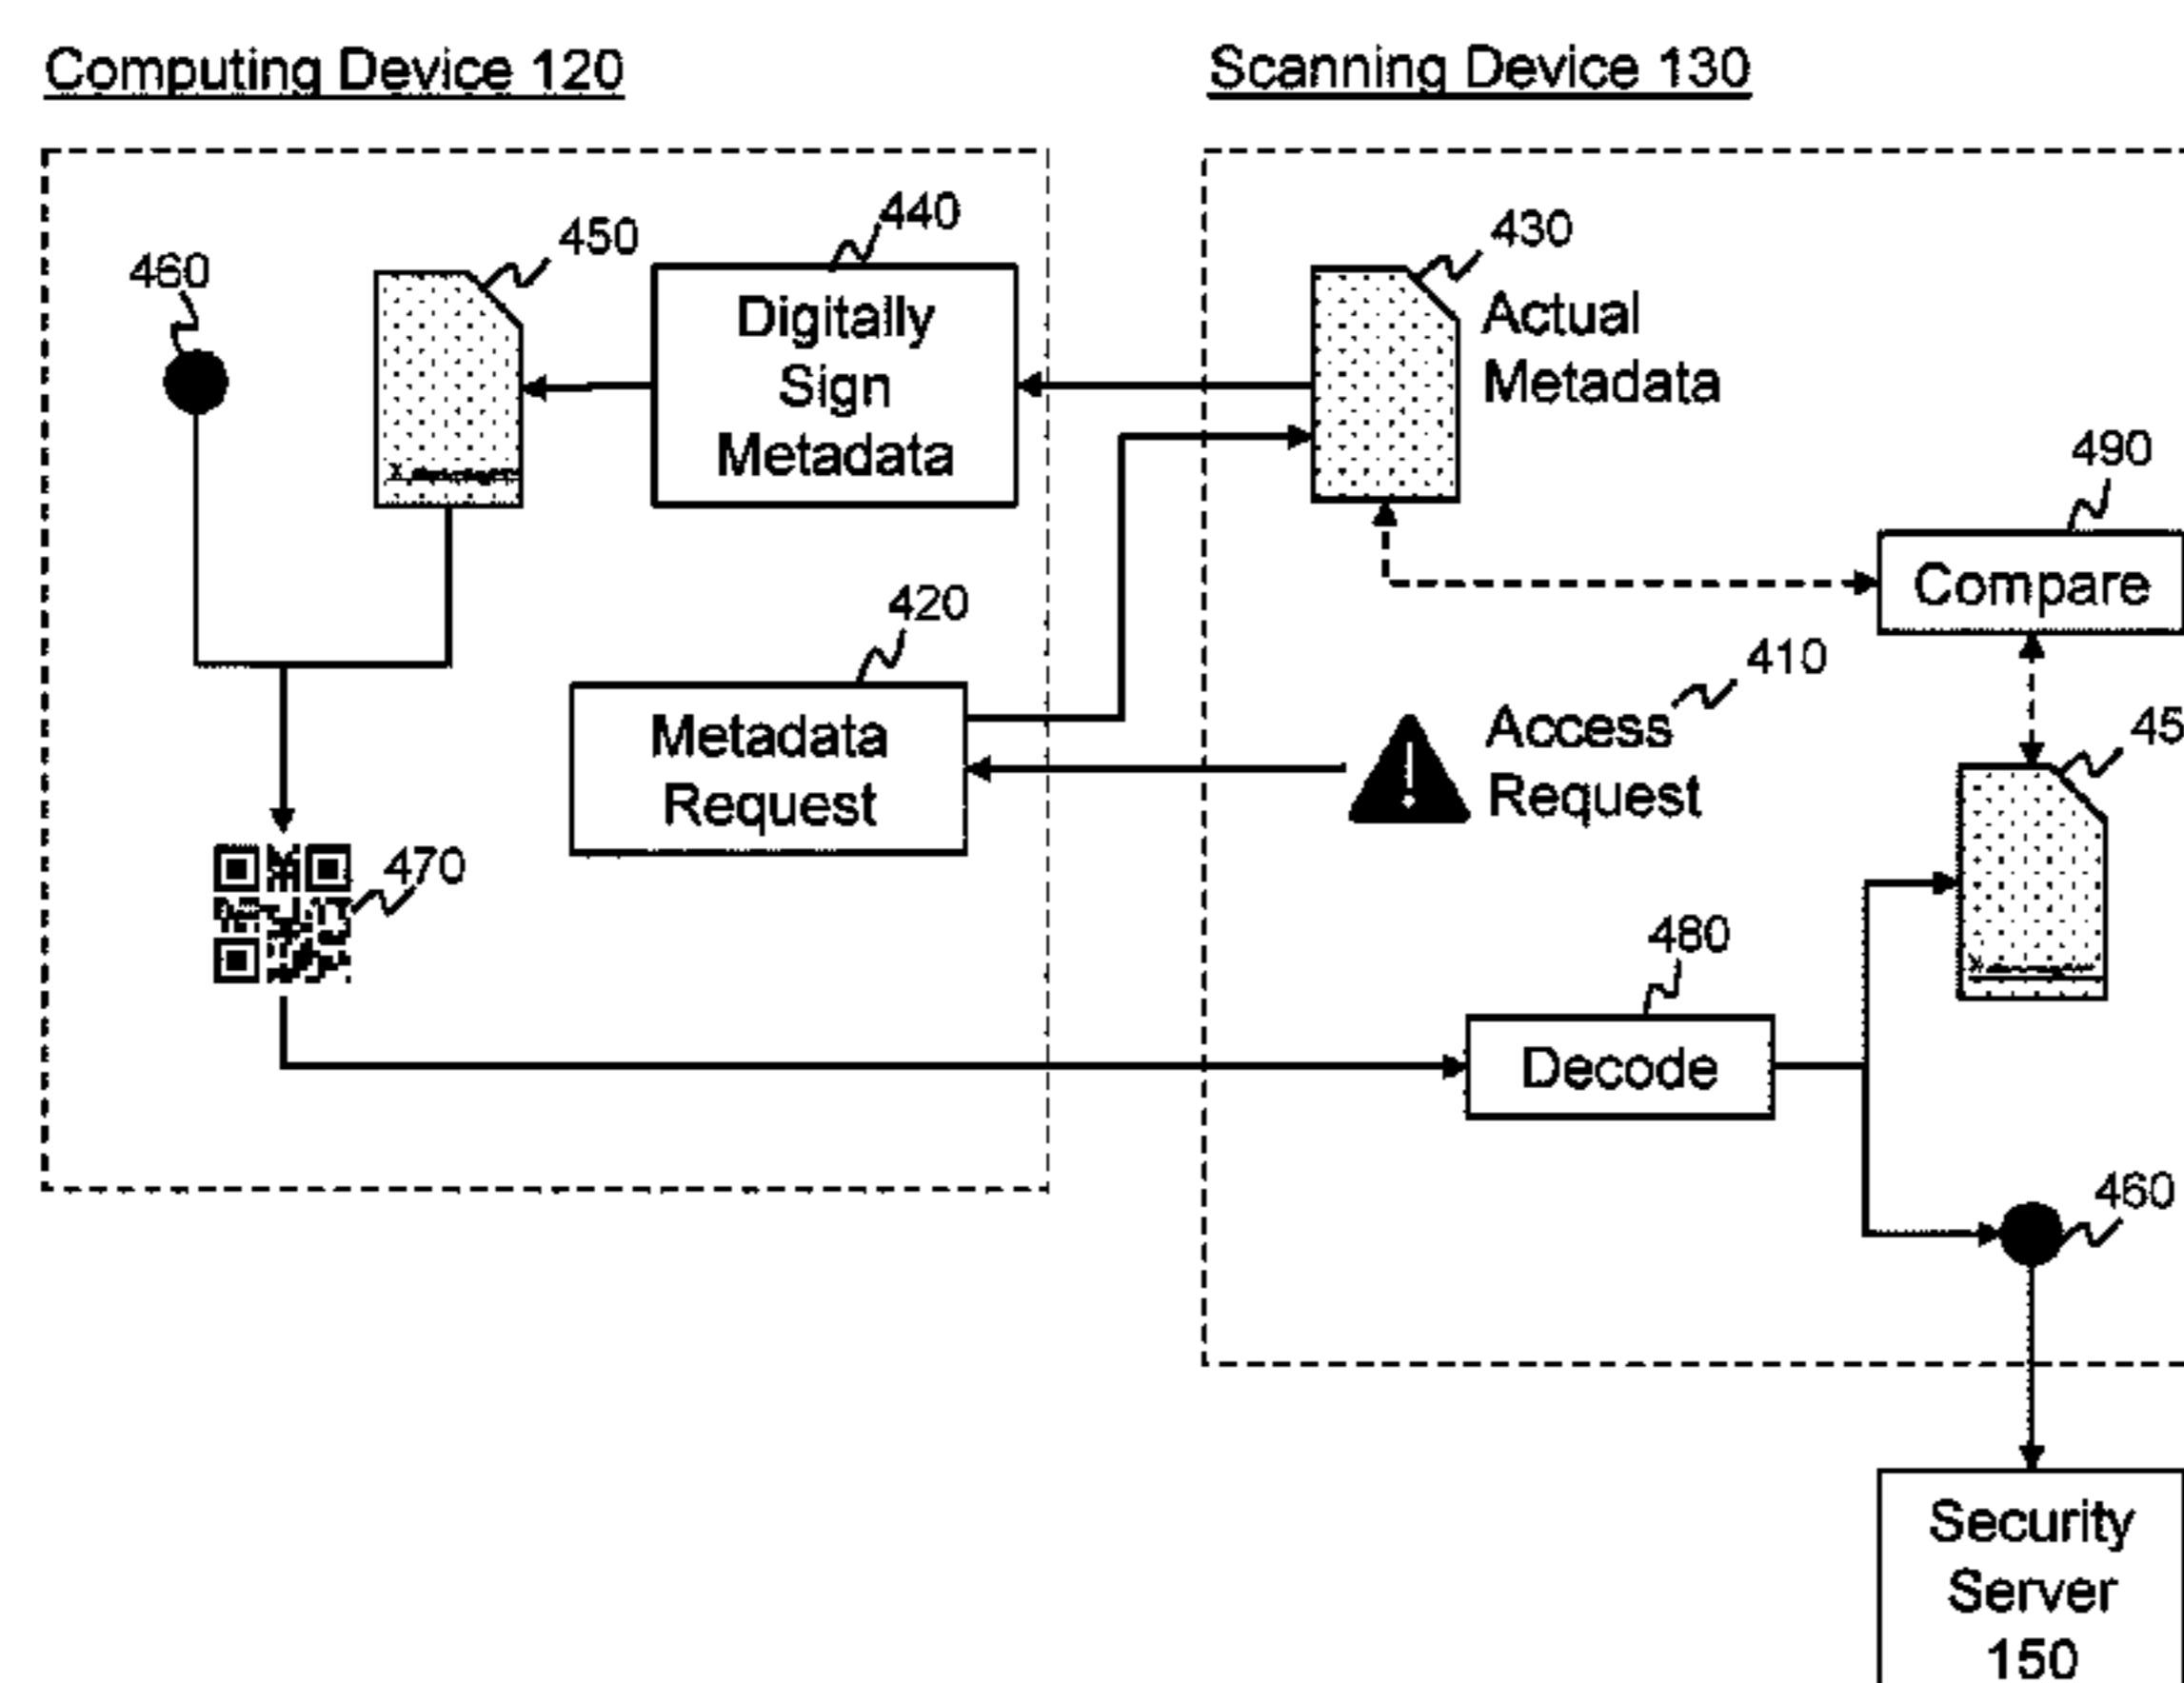 Computing Device 120
Scanning Device 130
460
450
440
Digitally
Sign
Metadata
430
Actual
Metadata
490
Compare
420
Metadata
Request
410
Access
Request
45
470
480
Decode
460
Security
Server
150